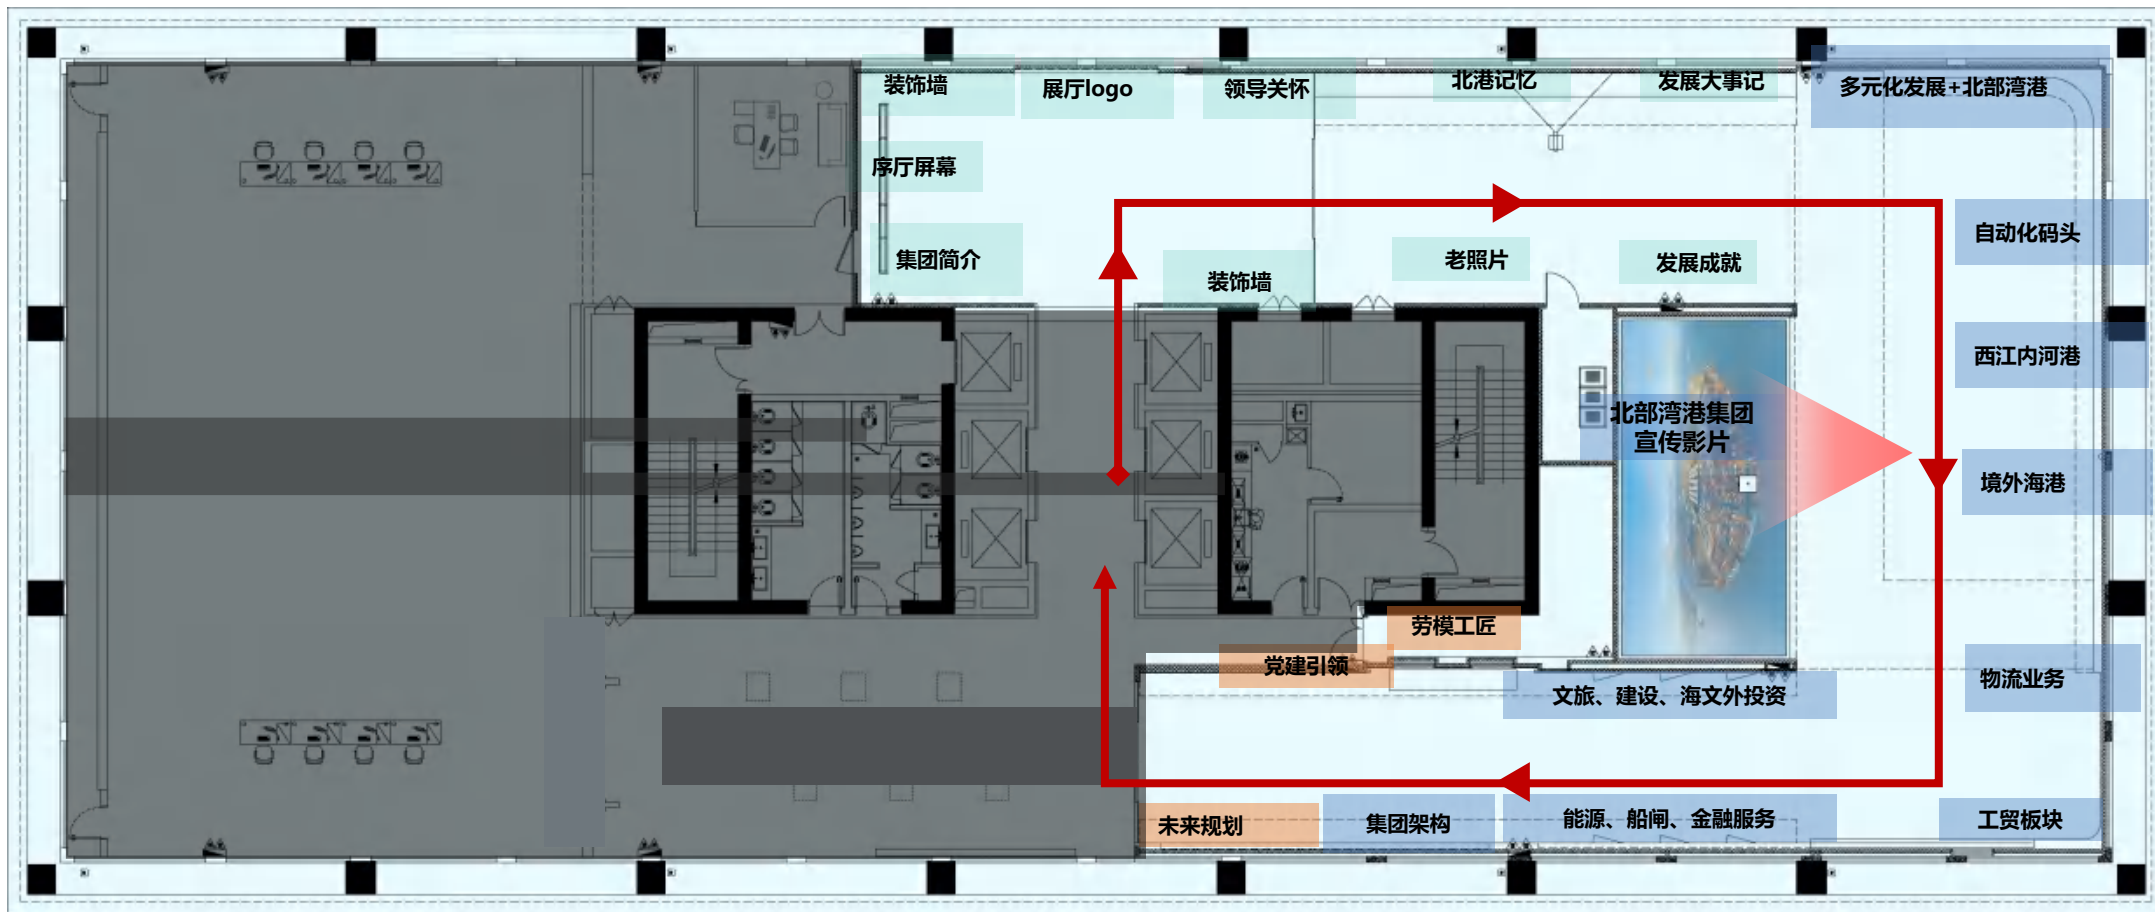 装饰墙
展厅logo
领导关怀
北港记忆
发展大事记
多元化发展+北部湾港
序厅屏幕
自动化码头
集团简介
装饰墙
老照片
发展成就
西江内河港
北部湾港集团
宣传影片
境外海港
劳模工匠
党建引领
物流业务
文旅、建设、海文外投资
未来规划
集团架构
能源、船闸、金融服务
工贸板块